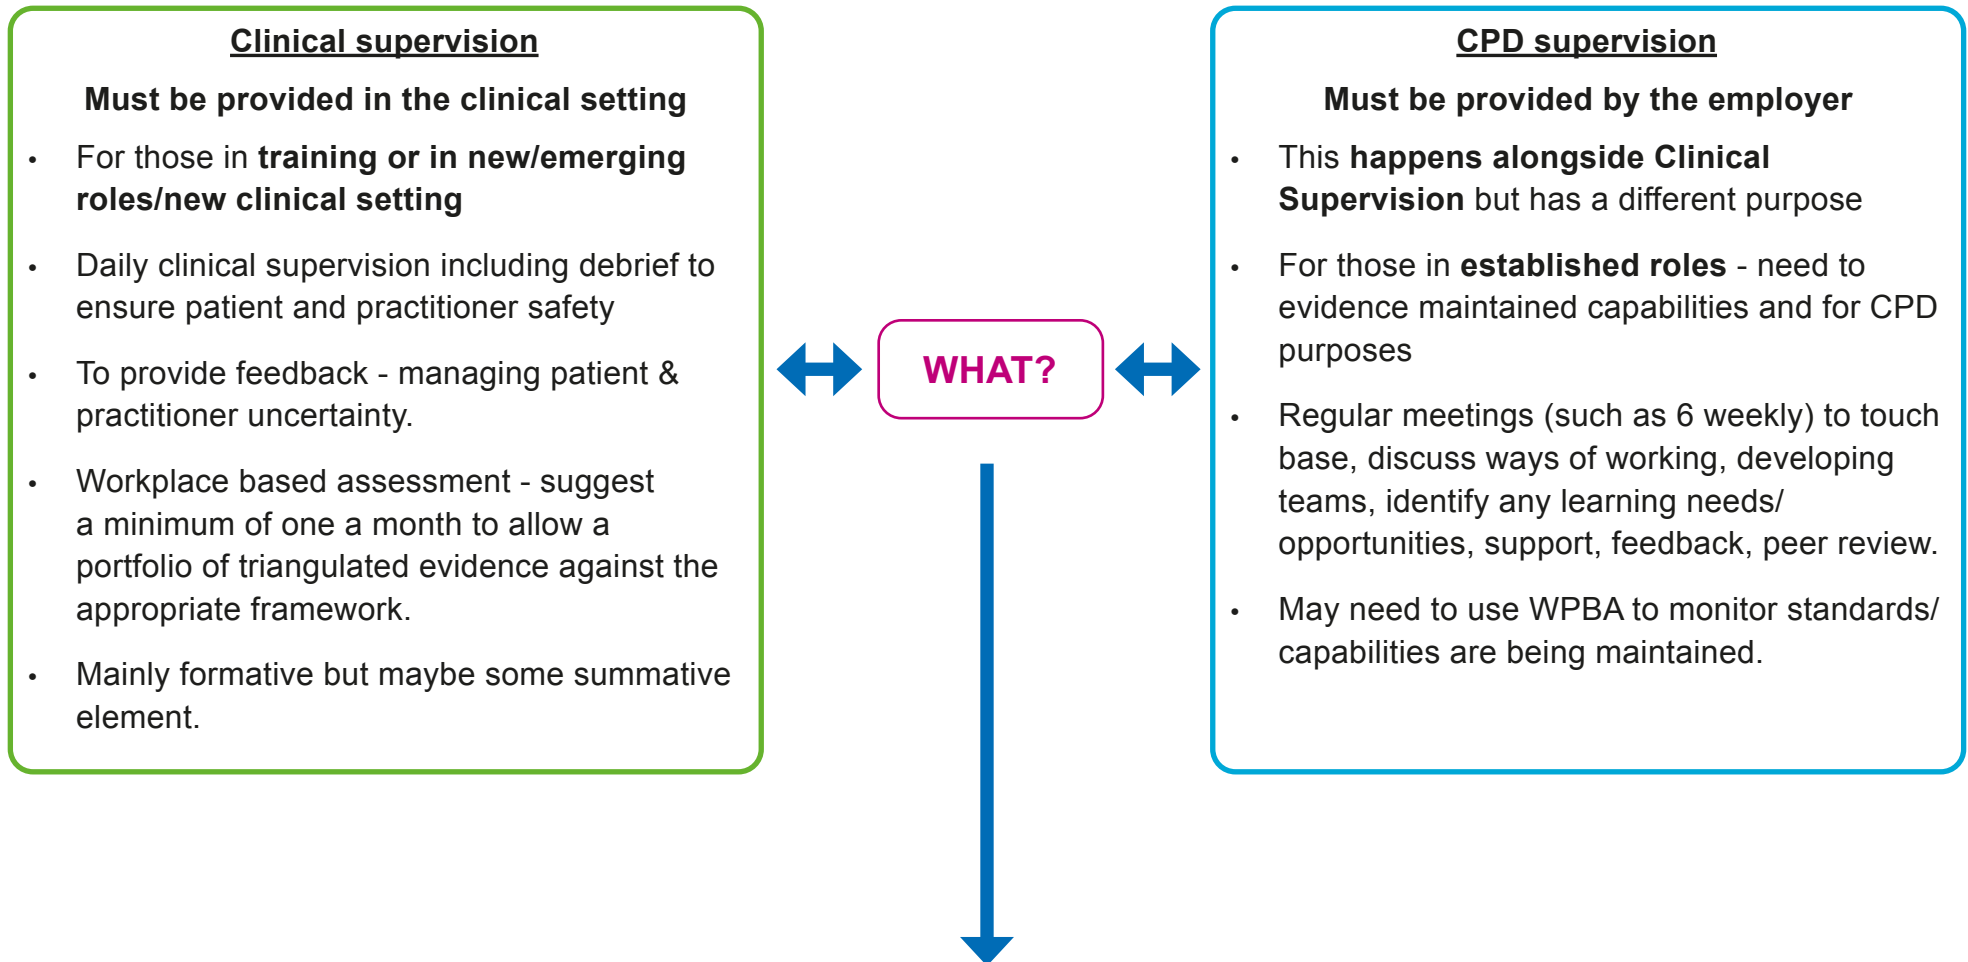 Clinical supervision
Must be provided in the clinical setting
• For those in training or in new/emerging
roles/new clinical setting
• Daily clinical supervision including debrief to
ensure patient and practitioner safety
• To provide feedback - managing patient &
practitioner uncertainty.
• Workplace based assessment - suggest
a minimum of one a month to allow a
portfolio of triangulated evidence against the
appropriate framework.
• Mainly formative but maybe some summative
element.
WHAT?
CPD supervision
Must be provided by the employer
• This happens alongside Clinical
Supervision but has a different purpose
• For those in established roles - need to
evidence maintained capabilities and for CPD
purposes
• Regular meetings (such as 6 weekly) to touch
base, discuss ways of working, developing
teams, identify any learning needs/
opportunities, support, feedback, peer review.
• May need to use WPBA to monitor standards/
capabilities are being maintained.